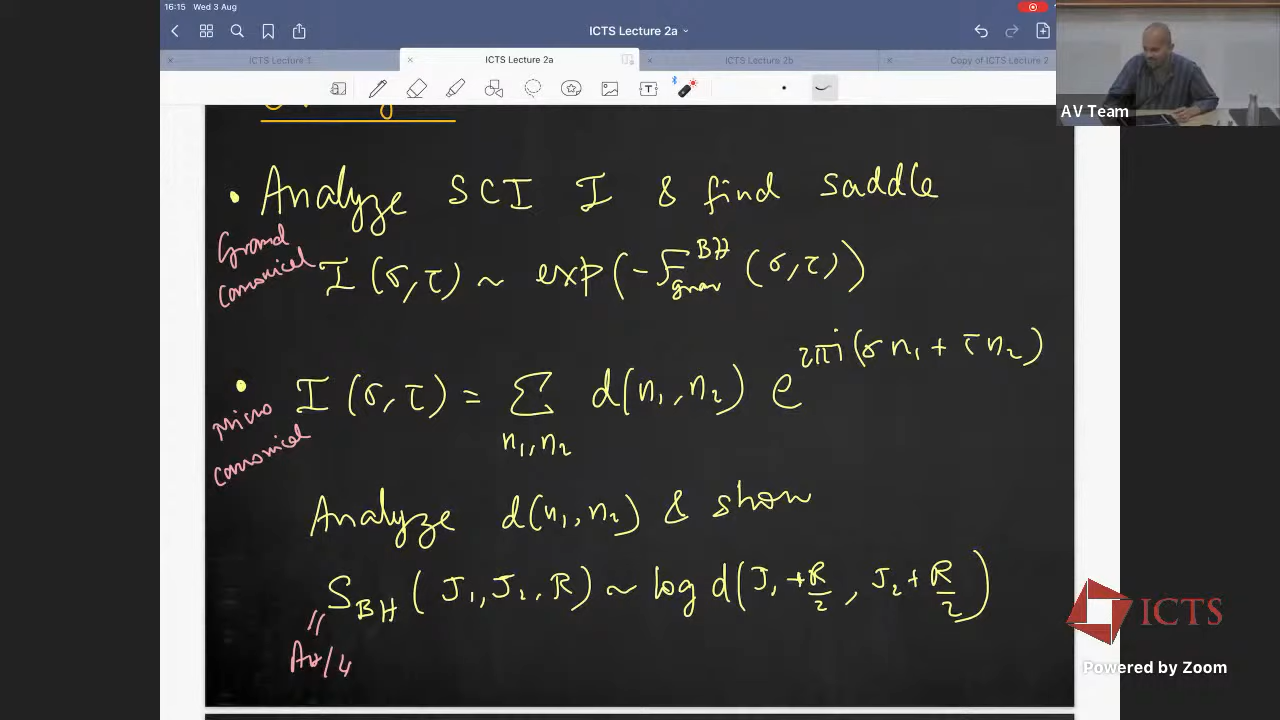 16:15 Wed 3 Aug
ICTS Lecture 2a
ICTS Lecture 1
ICTS Lecture 2a
ICTS Lecture 2b
Copy of ICTS Lecture 2
AV Team
• Analyze SCI I & find saddle
Grand canonical
I (σ,τ) ~ exp(-F_grav^BH (σ,τ))
• Micro canonical
I (σ,τ) = Σ_{n₁,n₂} d(n₁,n₂) e^{2πi(σn₁ + τn₂)}
Analyze d(n₁,n₂) & show
S_BH (J₁,J₂,R) ~ log d(J₁+R/2, J₂+R/2)
"
/4
ICTS
Powered by Zoom